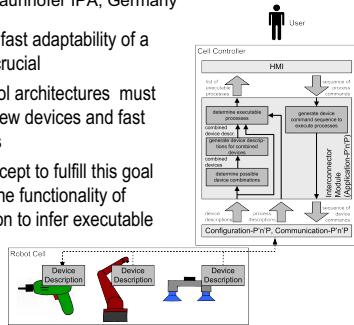 aunhofer IPA, Germany
fast adaptability of a
crucial
ol architectures must
new devices and fast
s
cept to fulfill this goal
he functionality of
on to infer executable
User
Cell Controller
HMI
list of
executable
processes
sequence of
process
commands
determine executable
processes
combined
device descr.
generate device descrip-
tions for combined
devices
combined
devices
determine possible
device combinations
generate device
command sequence to
execute processes
Interconnector
Module
(Application-P'n'P)
device
descriptions
process
descriptions
sequence of
device
commands
Configuration-P'n'P, Communication-P'n'P
Robot Cell
Device
Description
Device
Description
Device
Description